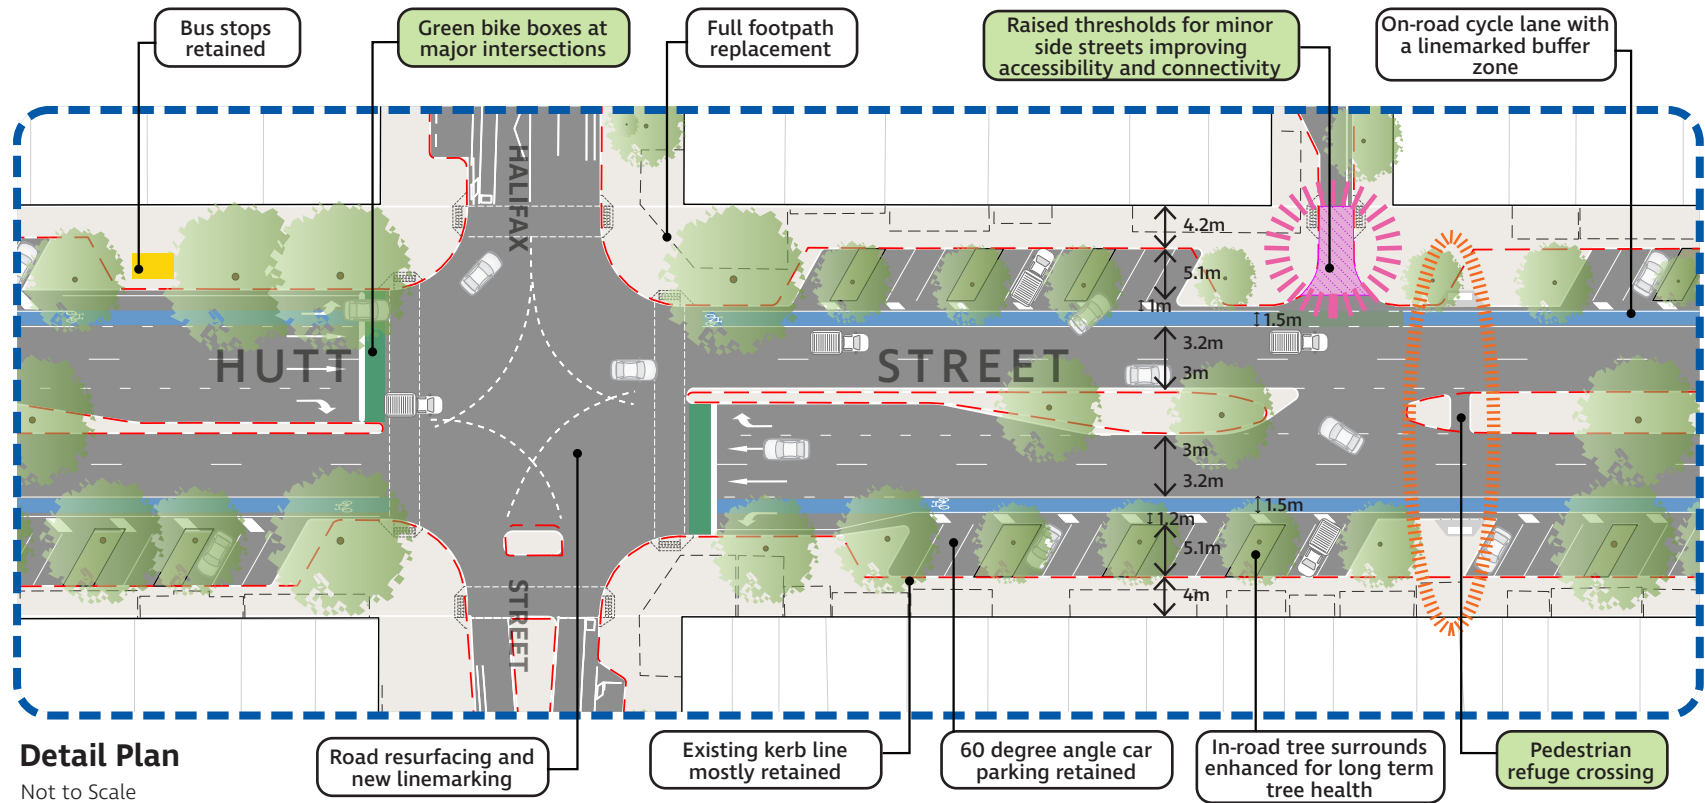 Bus stops
retained
Green bike boxes at
major intersections
Full footpath
replacement
Raised thresholds for minor
side streets improving
accessibility and connectivity
On-road cycle lane with
a linemarked buffer
zone
HALIFAX
STREET
HUTT
STREET
4.2m
5.1m
1m
1.5m
3.2m
3m
3m
3.2m
1.5m
1.2m
5.1m
4m
Detail Plan
Not to Scale
Road resurfacing and
new linemarking
Existing kerb line
mostly retained
60 degree angle car
parking retained
In-road tree surrounds
enhanced for long term
tree health
Pedestrian
refuge crossing